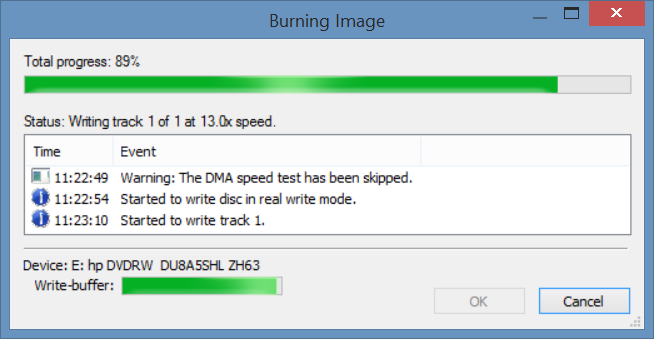 Burning Image
Total progress: 89%
Status: Writing track 1 of 1 at 13.0x speed.
Time Event
11:22:49 Warning: The DMA speed test has been skipped.
11:22:54 Started to write disc in real write mode.
11:23:10 Started to write track 1.
Device: E: hp DVDRW  DU8A5SHL ZH63
Write-buffer:
OK Cancel